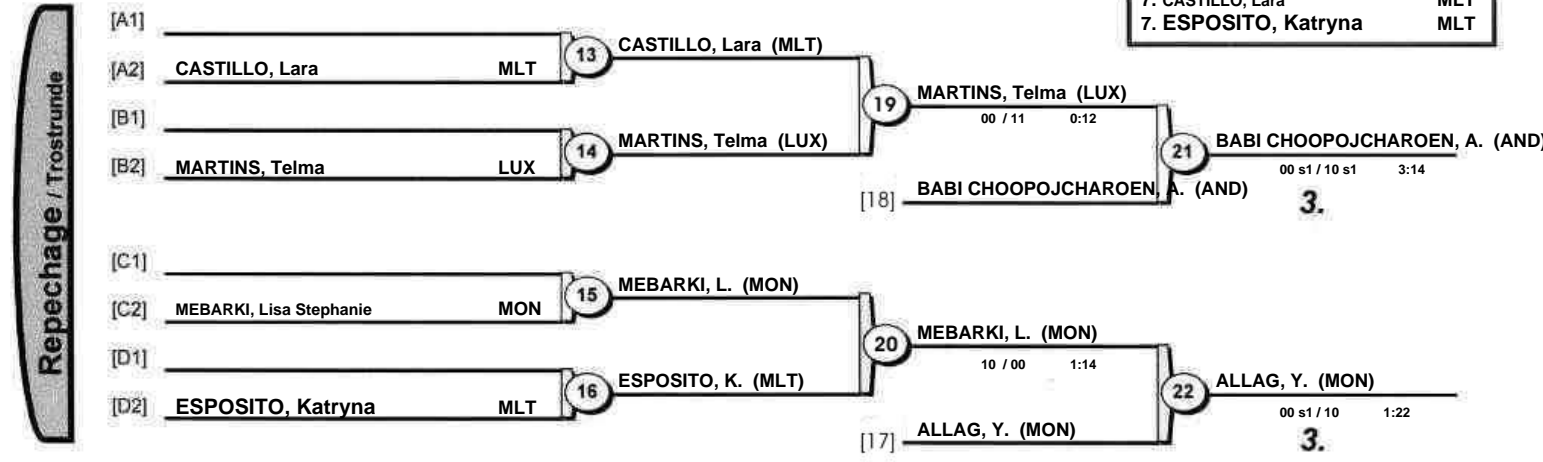 7. CASTILLO, Lara MLT
7. ESPOSITO, Katryna MLT
Repechage / Trostrunde
[A1]
[A2] CASTILLO, Lara MLT
13
CASTILLO, Lara (MLT)
[B1]
[B2] MARTINS, Telma LUX
14
MARTINS, Telma (LUX)
19
MARTINS, Telma (LUX)
00 / 11 0:12
[18] BABI CHOOPOJCHAROEN, A. (AND)
21
BABI CHOOPOJCHAROEN, A. (AND)
00 s1 / 10 s1 3:14
3.
[C1]
[C2] MEBARKI, Lisa Stephanie MON
15
MEBARKI, L. (MON)
[D1]
[D2] ESPOSITO, Katryna MLT
16
ESPOSITO, K. (MLT)
20
MEBARKI, L. (MON)
10 / 00 1:14
[17] ALLAG, Y. (MON)
22
ALLAG, Y. (MON)
00 s1 / 10 1:22
3.